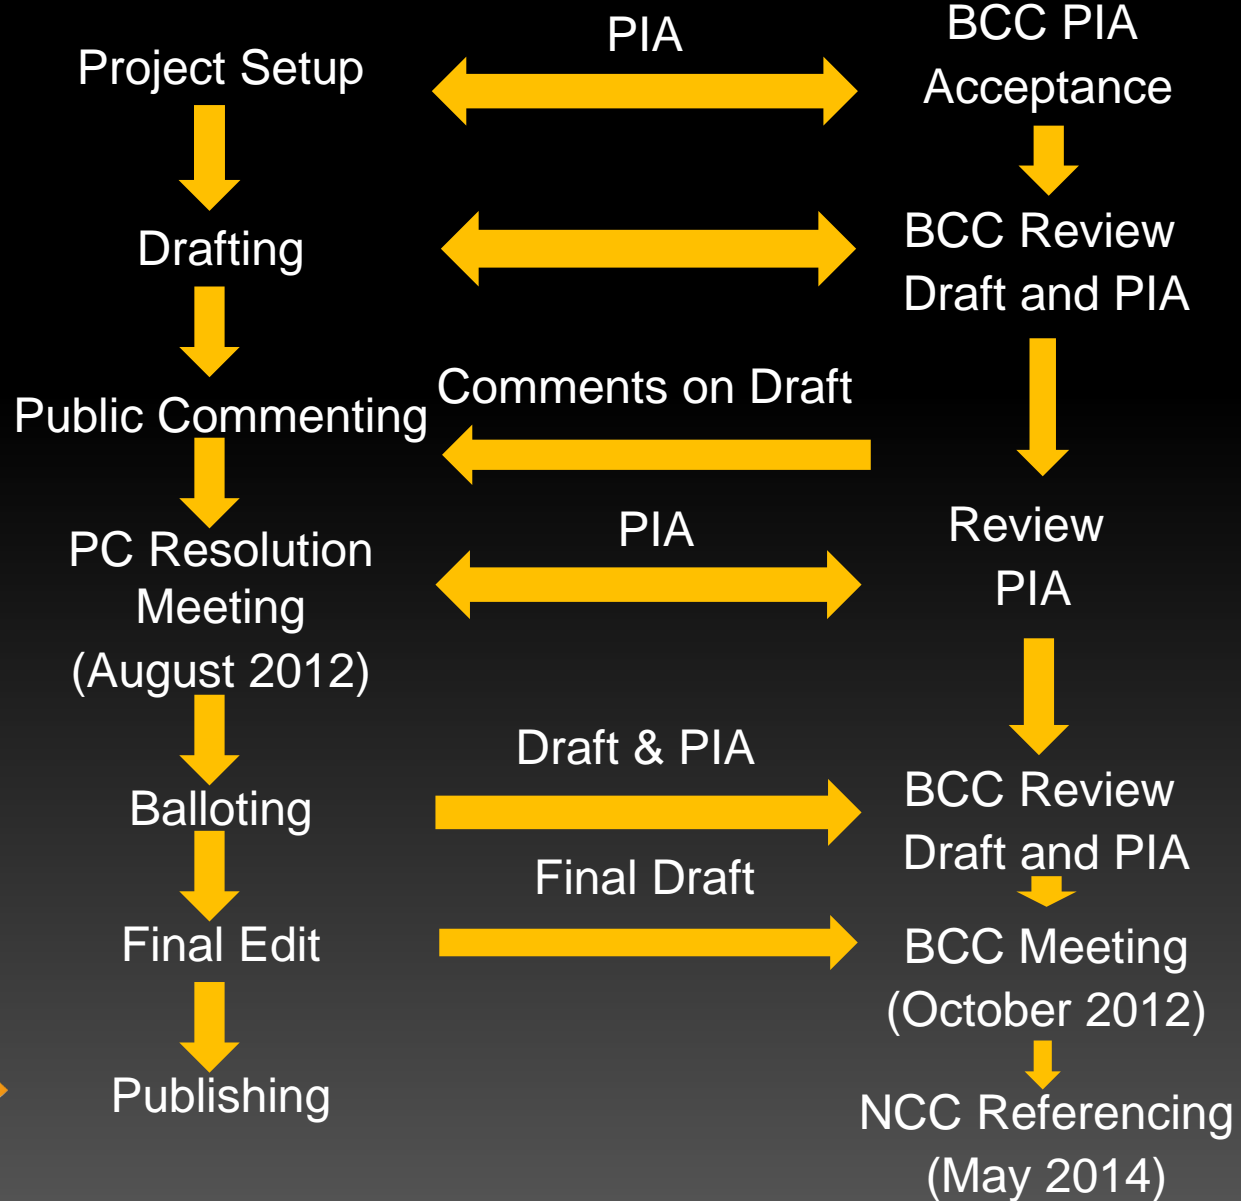 PIA
BCC PIA
Acceptance
Project Setup
Drafting
BCC Review
Draft and PIA
Public Commenting
Comments on Draft
PC Resolution
Meeting
(August 2012)
PIA
Review
PIA
Balloting
Draft & PIA
BCC Review
Draft and PIA
Final Edit
Final Draft
BCC Meeting
(October 2012)
Publishing
NCC Referencing
(May 2014)